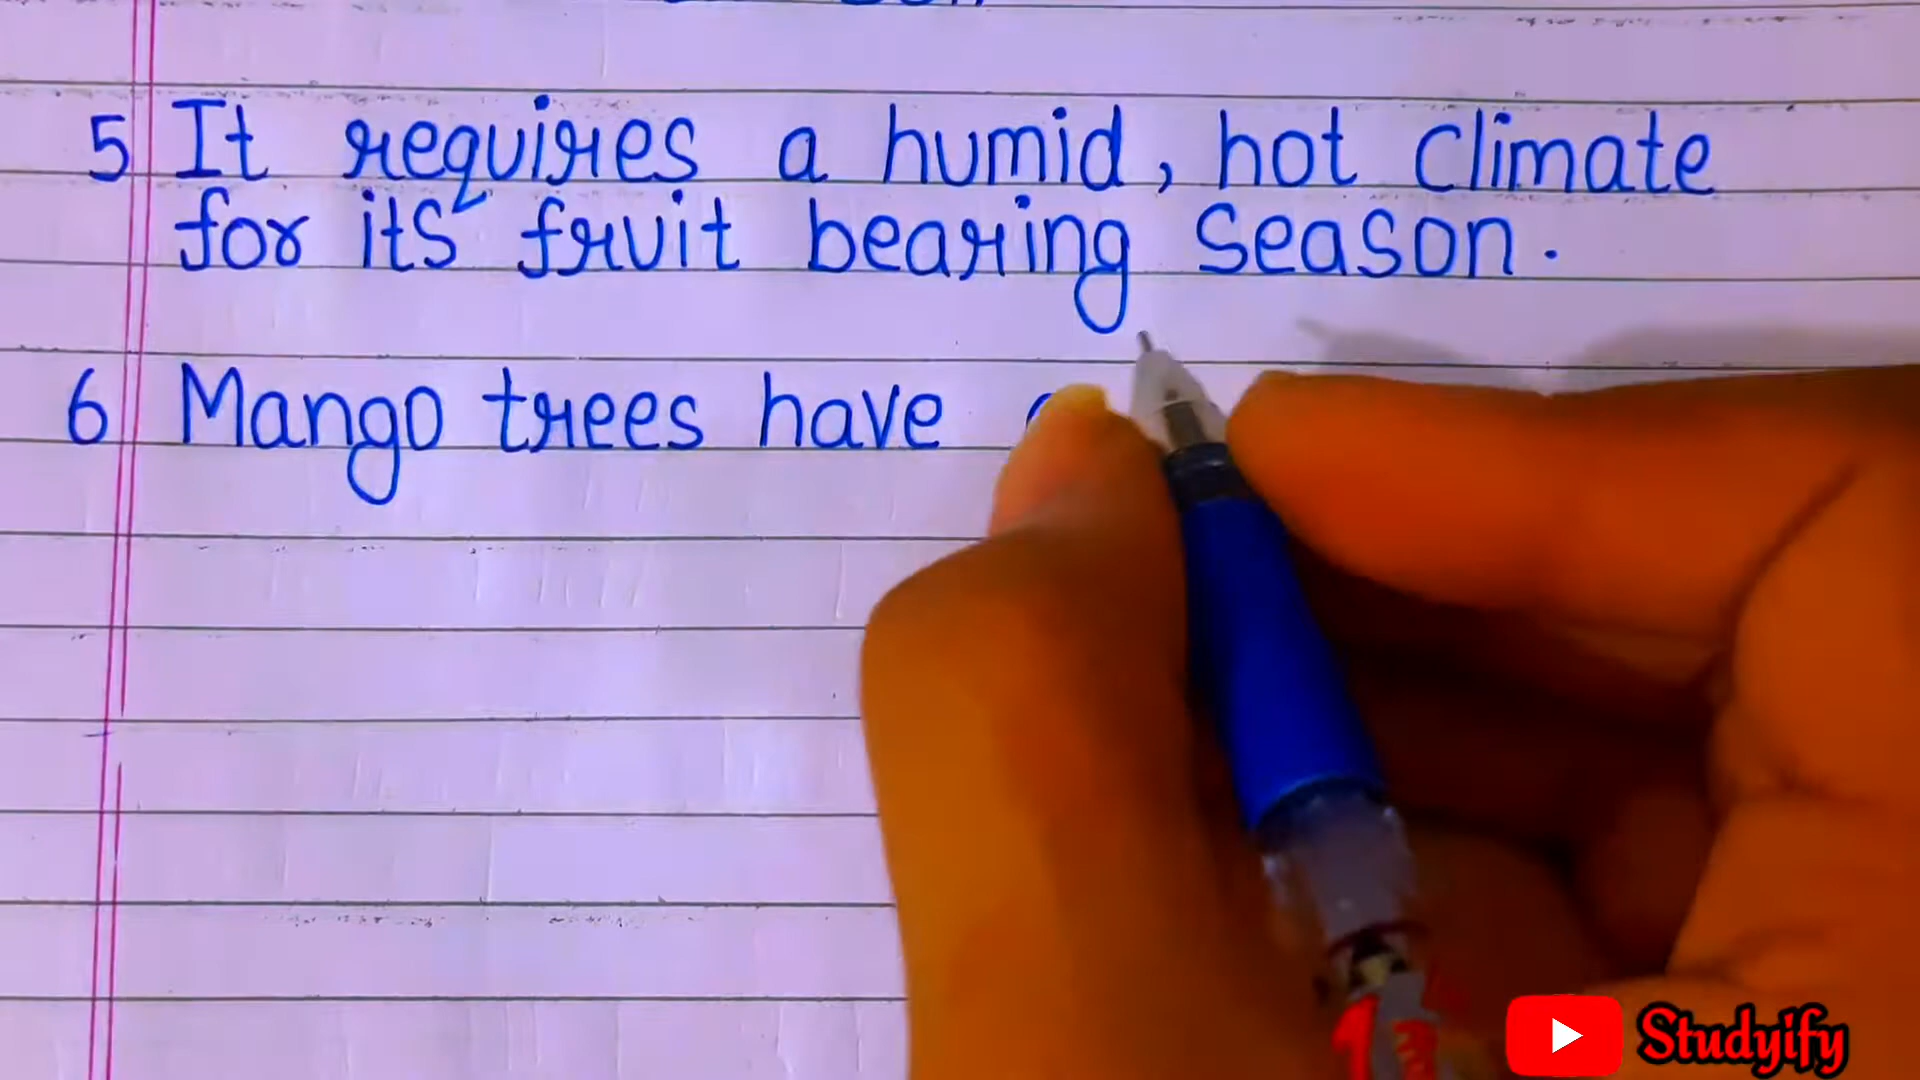 5 It requires a humid, hot climate
for its fruit bearing season.
6 Mango trees have
Studyify